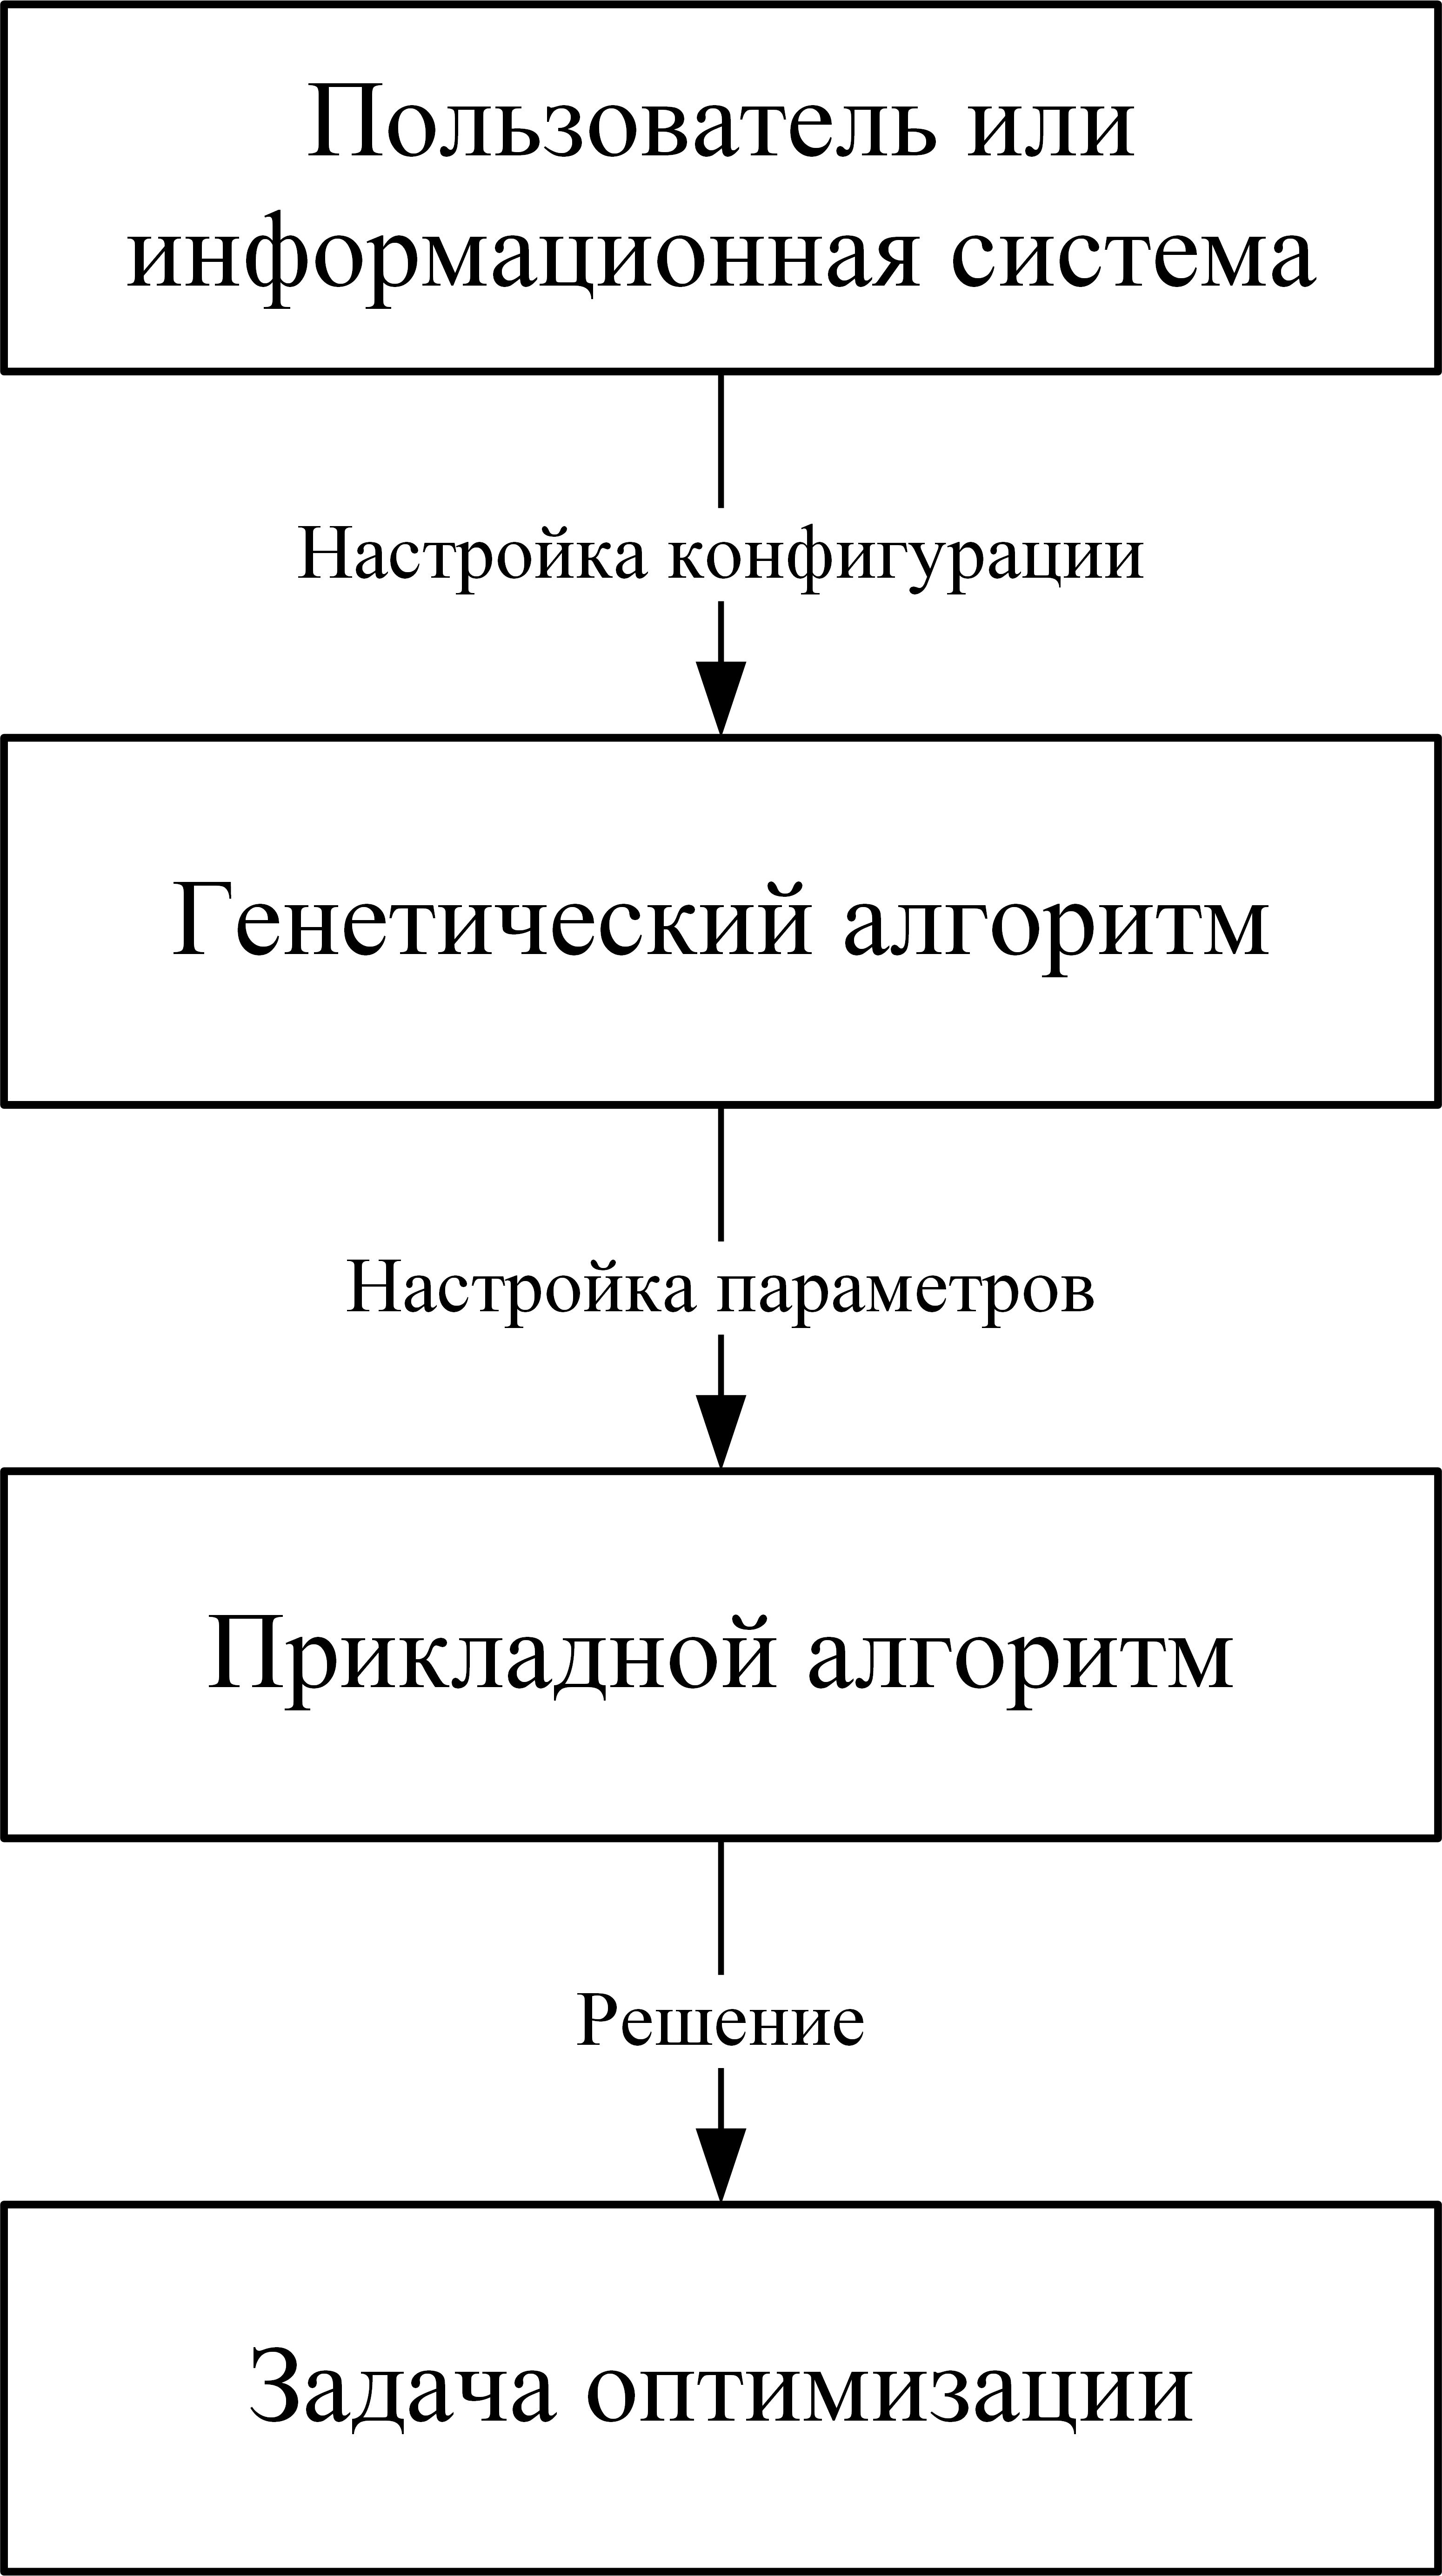 Пользователь или
информационная система
Настройка конфигурации
Генетический алгоритм
Настройка параметров
Прикладной алгоритм
Решение
Задача оптимизации